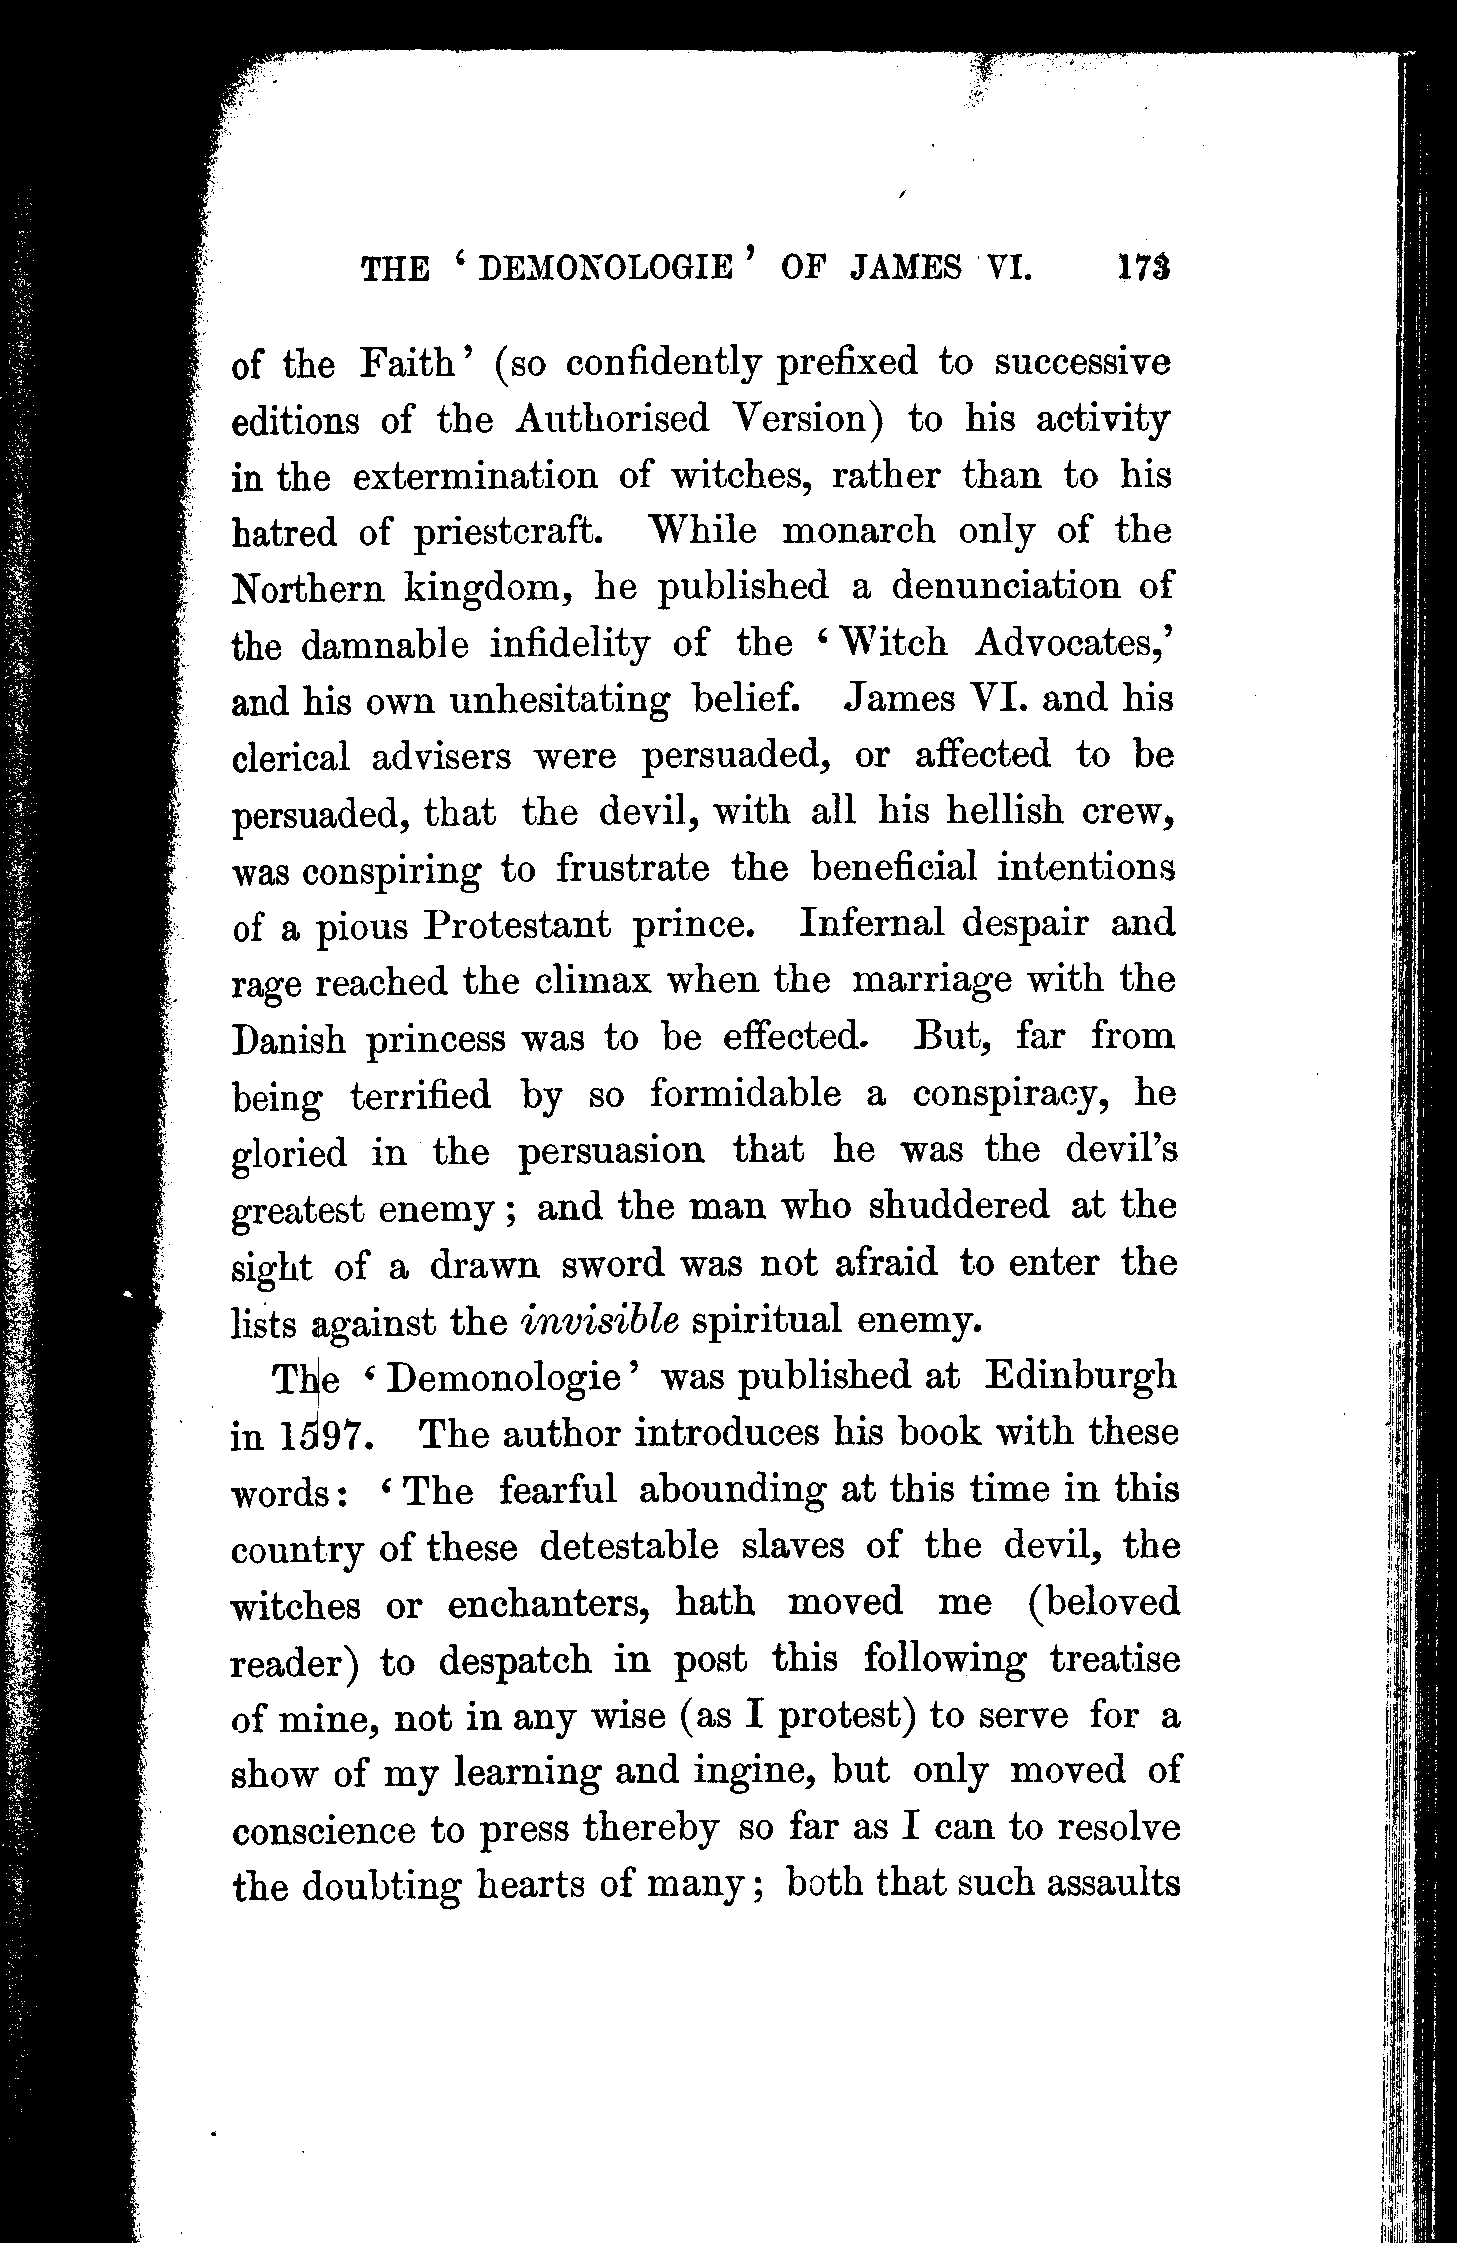 THE ‘ DEMONOLOGIE ’ OF JAMES VI. 173
of the Faith’ (so confidently prefixed to successive
editions of the Authorised Version) to his activity
in the extermination of witches, rather than to his
hatred of priestcraft. While monarch only of the
Northern kingdom, he published a denunciation of
the damnable infidelity of the ‘ Witch Advocates,’
and his own unhesitating belief. James VI. and his
clerical advisers were persuaded, or affected to be
persuaded, that the devil, with all his hellish crew,
was conspiring to frustrate the beneficial intentions
of a pious Protestant prince. Infernal despair and
rage reached the climax when the marriage with the
Danish princess was to be effected. But, far from
being terrified by so formidable a conspiracy, he
gloried in the persuasion that he was the devil’s
greatest enemy ; and the man who shuddered at the
sight of a drawn sword was not afraid to enter the
lists against the invisible spiritual enemy.
The ‘ Demonologie ’ was published at Edinburgh
in 1597. The author introduces his book with these
words : ‘ The fearful abounding at this time in this
country of these detestable slaves of the devil, the
witches or enchanters, hath moved me (beloved
reader) to despatch in post this following treatise
of mine, not in any wise (as I protest) to serve for a
show of my learning and ingine, but only moved of
conscience to press thereby so far as I can to resolve
the doubting hearts of many ; both that such assaults